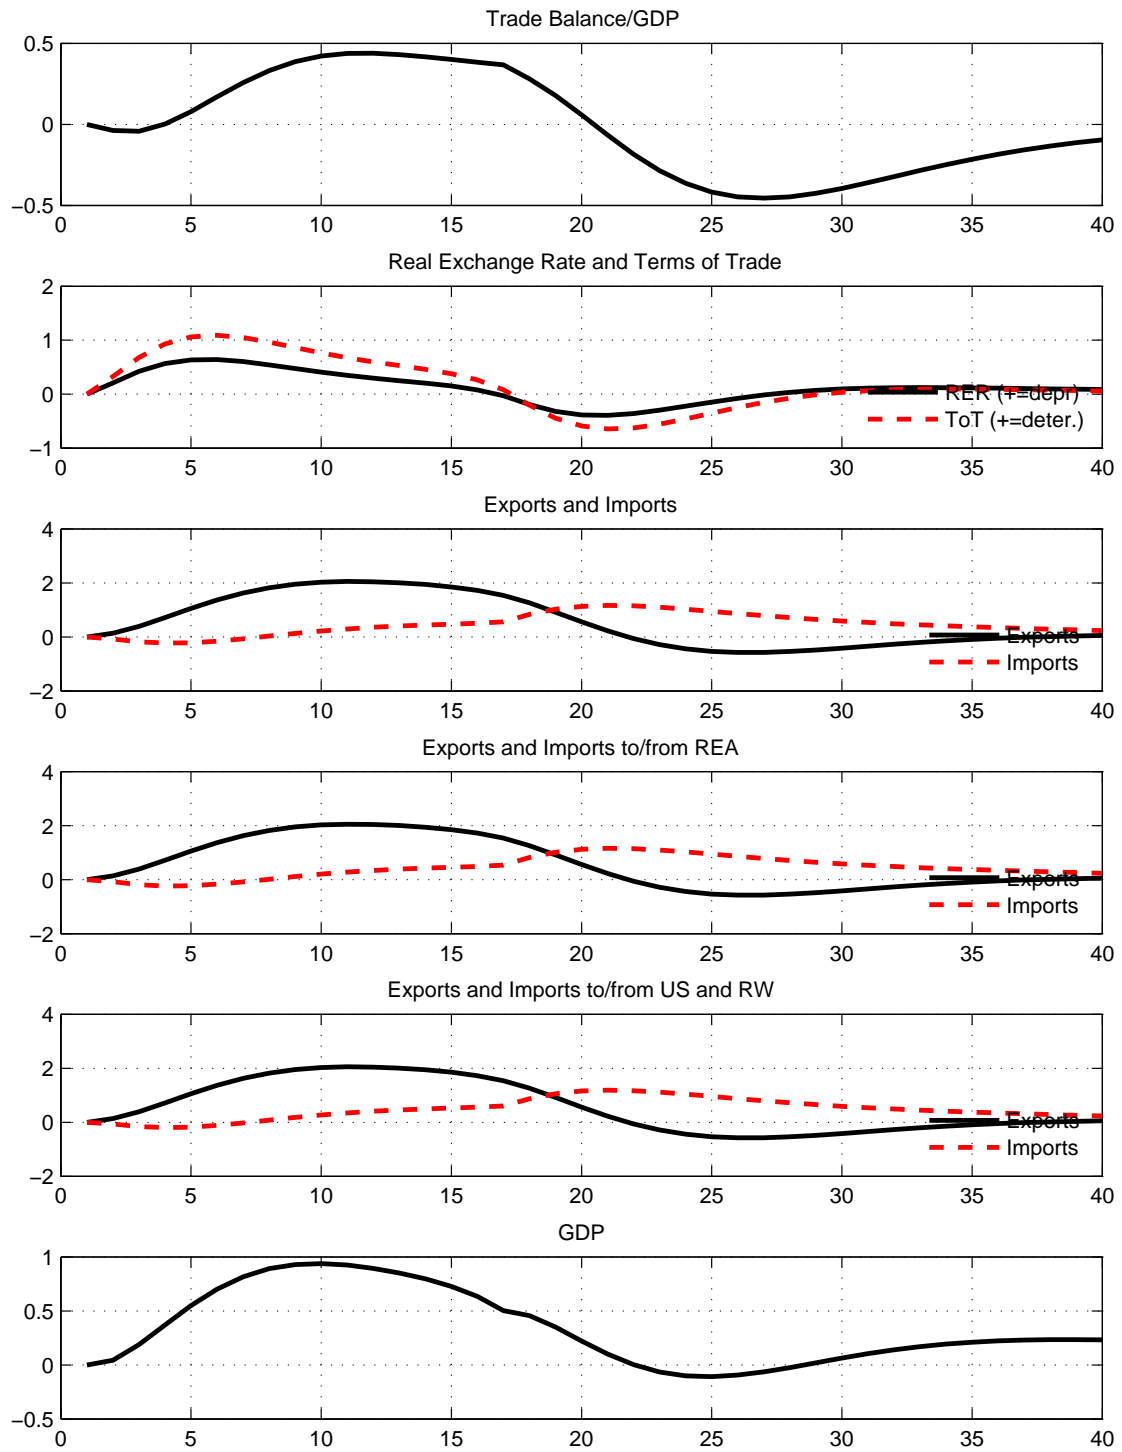 Trade Balance/GDP
0.5
0
−0.5
0 5 10 15 20 25 30 35 40
Real Exchange Rate and Terms of Trade
2
1
0
−1
RER (+=depr)
ToT (+=deter.)
0 5 10 15 20 25 30 35 40
Exports and Imports
4
2
0
−2
Exports
Imports
0 5 10 15 20 25 30 35 40
Exports and Imports to/from REA
4
2
0
−2
Exports
Imports
0 5 10 15 20 25 30 35 40
Exports and Imports to/from US and RW
4
2
0
−2
Exports
Imports
0 5 10 15 20 25 30 35 40
GDP
1
0.5
0
−0.5
0 5 10 15 20 25 30 35 40